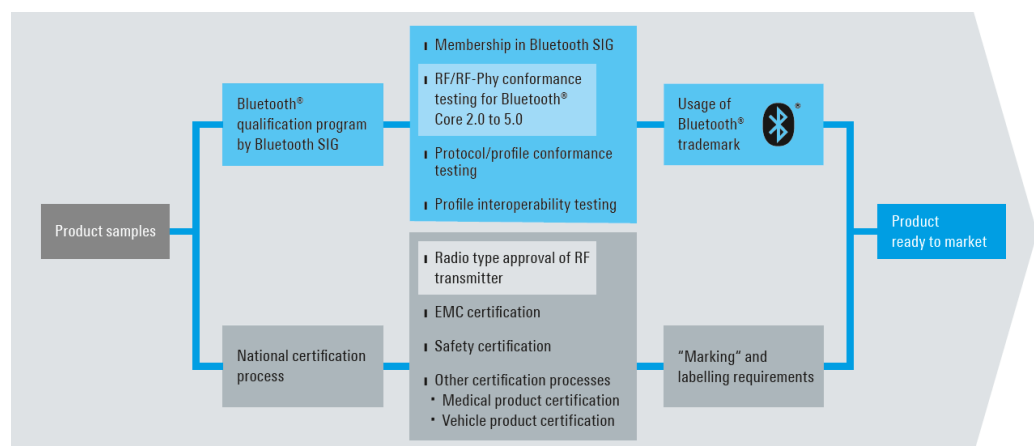 Product samples
Bluetooth®
qualification program
by Bluetooth SIG
Membership in Bluetooth SIG
RF/RF-Phy conformance
testing for Bluetooth®
Core 2.0 to 5.0
Protocol/profile conformance
testing
Profile interoperability testing
Usage of
Bluetooth®
trademark
®
National certification
process
Radio type approval of RF
transmitter
EMC certification
Safety certification
Other certification processes
• Medical product certification
• Vehicle product certification
“Marking“ and
labelling requirements
Product
ready to market